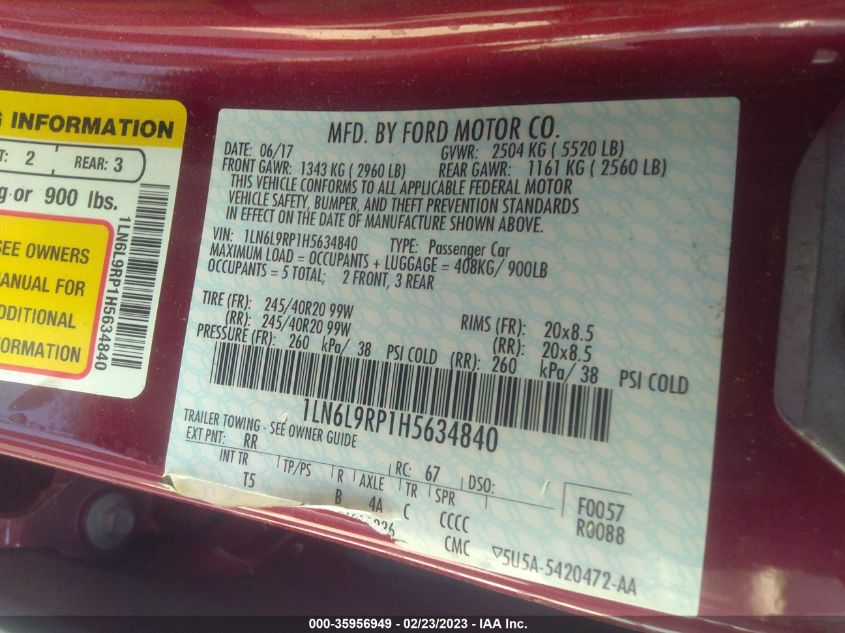 G INFORMATION
T: 2 REAR: 3
g or 900 lbs.
SEE OWNERS
MANUAL FOR
ADDITIONAL
INFORMATION
1LN6L9RP1H5634840
MFD. BY FORD MOTOR CO.
DATE: 06/17 GVWR: 2504 KG ( 5520 LB)
FRONT GAWR: 1343 KG ( 2960 LB) REAR GAWR: 1161 KG ( 2560 LB)
THIS VEHICLE CONFORMS TO ALL APPLICABLE FEDERAL MOTOR
VEHICLE SAFETY, BUMPER, AND THEFT PREVENTION STANDARDS
IN EFFECT ON THE DATE OF MANUFACTURE SHOWN ABOVE.
VIN: 1LN6L9RP1H5634840 TYPE: Passenger Car
MAXIMUM LOAD = OCCUPANTS + LUGGAGE = 408KG/ 900LB
OCCUPANTS = 5 TOTAL; 2 FRONT, 3 REAR
TIRE (FR): 245/40R20 99W RIMS (FR): 20x8.5
(RR): 245/40R20 99W (RR): 20x8.5
PRESSURE (FR): 260 kPa/ 38 PSI COLD (RR): 260 kPa/ 38 PSI COLD
1LN6L9RP1H5634840
TRAILER TOWING - SEE OWNER GUIDE
EXT PNT: RR RC: 67 DSO:
INT TR TP/PS R AXLE TR SPR
T5 B 4A C CCCC
F0057
R0088
CMC ▽5U5A-5420472-AA
000-35956949 - 02/23/2023 - IAA Inc.